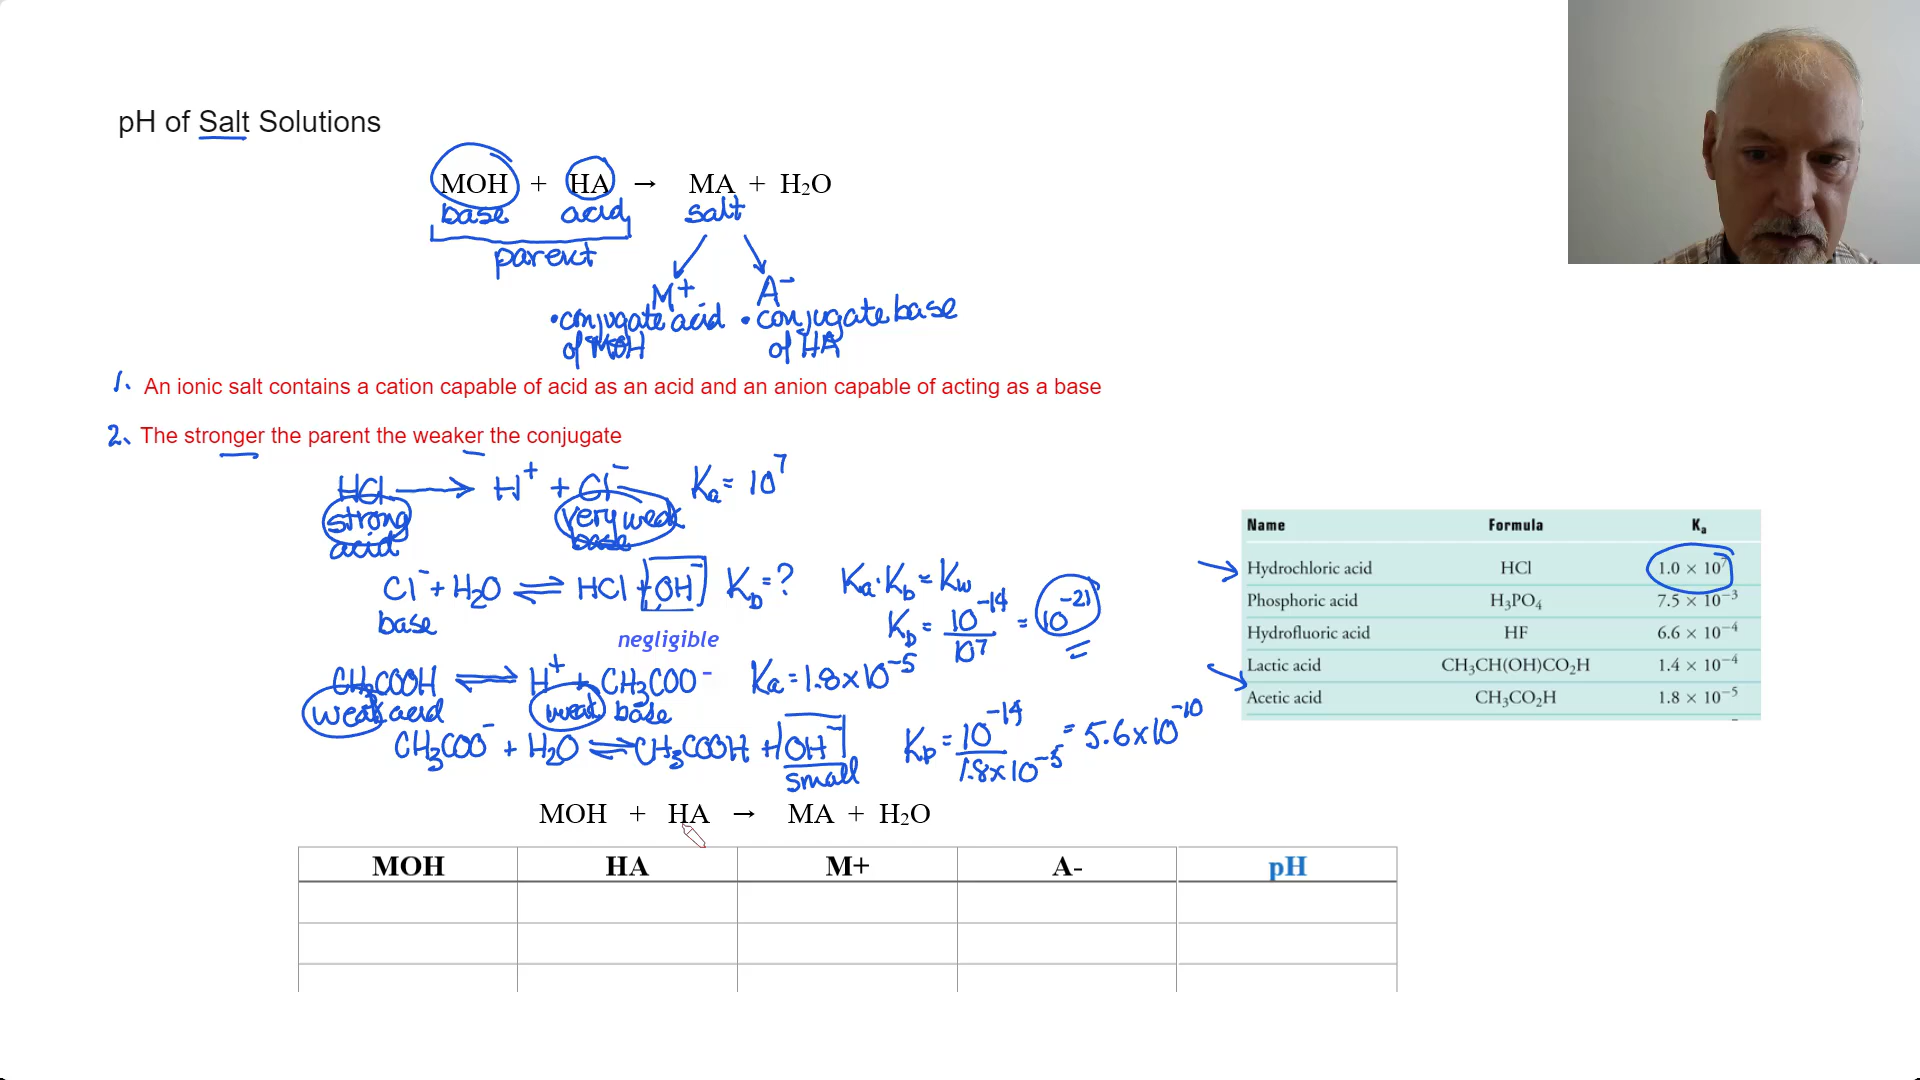 pH of Salt Solutions
MOH + HA → MA + H₂O
base acid salt
parent
M⁺ A⁻
•conjugate acid •conjugate base
of MOH of HA
1. An ionic salt contains a cation capable of acid as an acid and an anion capable of acting as a base
2. The stronger the parent the weaker the conjugate
HCl ⟶ H⁺ + Cl⁻ Ka = 10⁷
strong very weak
acid base
Cl⁻ + H₂O ⇌ HCl + OH⁻ Kb = ? Ka·Kb = Kw
base Kb = 10⁻¹⁴/10⁷ = 10⁻²¹
negligible
CH₃COOH ⇌ H⁺ + CH₃COO⁻ Ka = 1.8x10⁻⁵
weak acid weak base
CH₃COO⁻ + H₂O ⇌ CH₃COOH + OH⁻ Kb = 10⁻¹⁴/1.8x10⁻⁵ = 5.6x10⁻¹⁰
small
Name Formula Kₐ
Hydrochloric acid HCl 1.0 × 10⁷
Phosphoric acid H₃PO₄ 7.5 × 10⁻³
Hydrofluoric acid HF 6.6 × 10⁻⁴
Lactic acid CH₃CH(OH)CO₂H 1.4 × 10⁻⁴
Acetic acid CH₃CO₂H 1.8 × 10⁻⁵
MOH + HA → MA + H₂O
MOH HA M+ A- pH